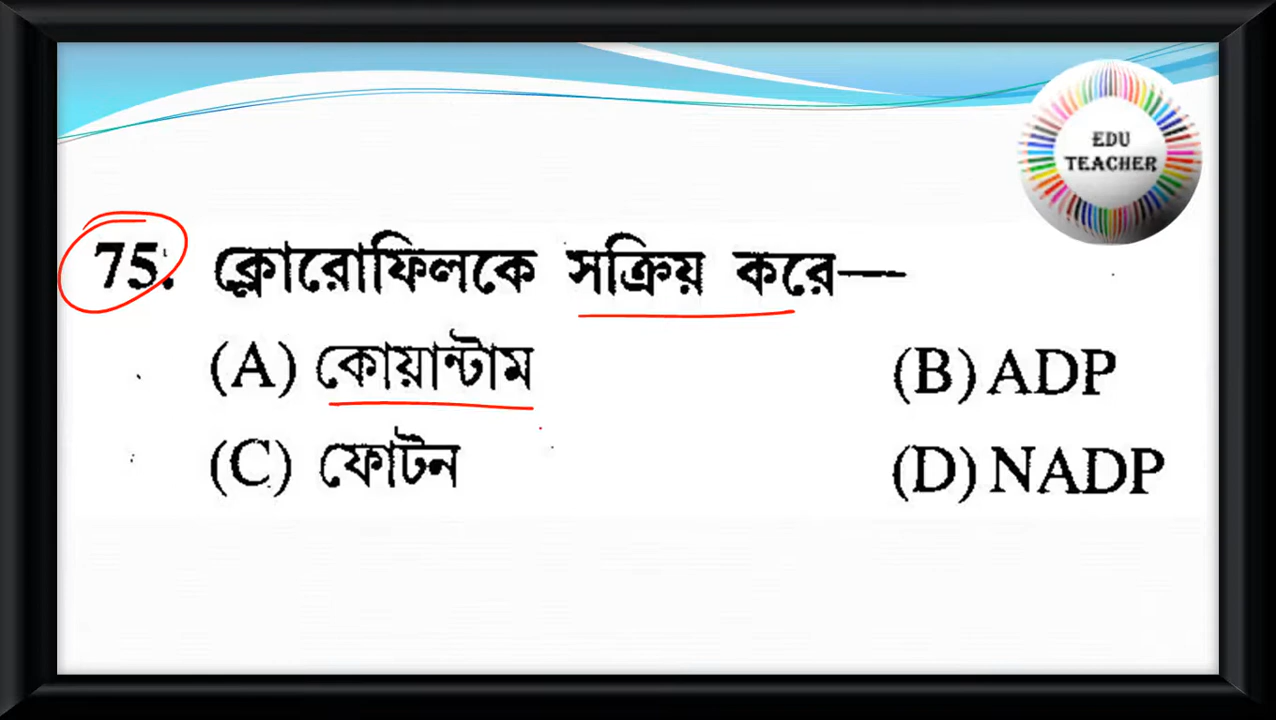 EDU
TEACHER
75. ক্লোরোফিলকে সক্রিয় করে—
(A) কোয়ান্টাম (B) ADP
(C) ফোটন (D) NADP